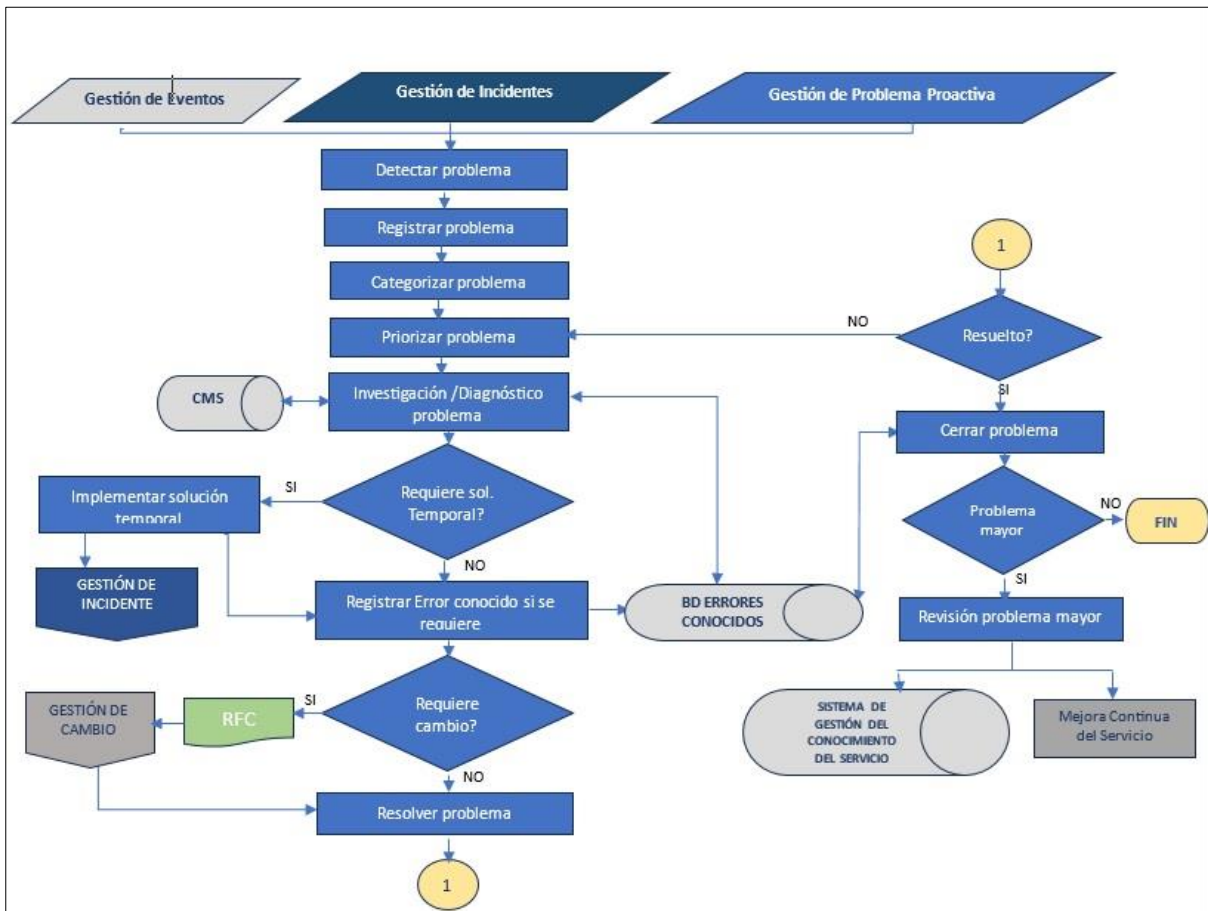 Gestión de Eventos
Gestión de Incidentes
Gestión de Problema Proactiva
Detectar problema
Registrar problema
1
Categorizar problema
Priorizar problema
NO
Resuelto?
CMS
Investigación /Diagnóstico
problema
SI
Cerrar problema
Implementar solución
temporal
SI
Requiere sol.
Temporal?
Problema
mayor
NO
FIN
NO
SI
GESTIÓN DE
INCIDENTE
Registrar Error conocido si se
requiere
BD ERRORES
CONOCIDOS
Revisión problema mayor
GESTIÓN DE
CAMBIO
RFC
SI
Requiere
cambio?
SISTEMA DE
GESTIÓN DEL
CONOCIMIENTO
DEL SERVICIO
Mejora Continua
del Servicio
NO
Resolver problema
1